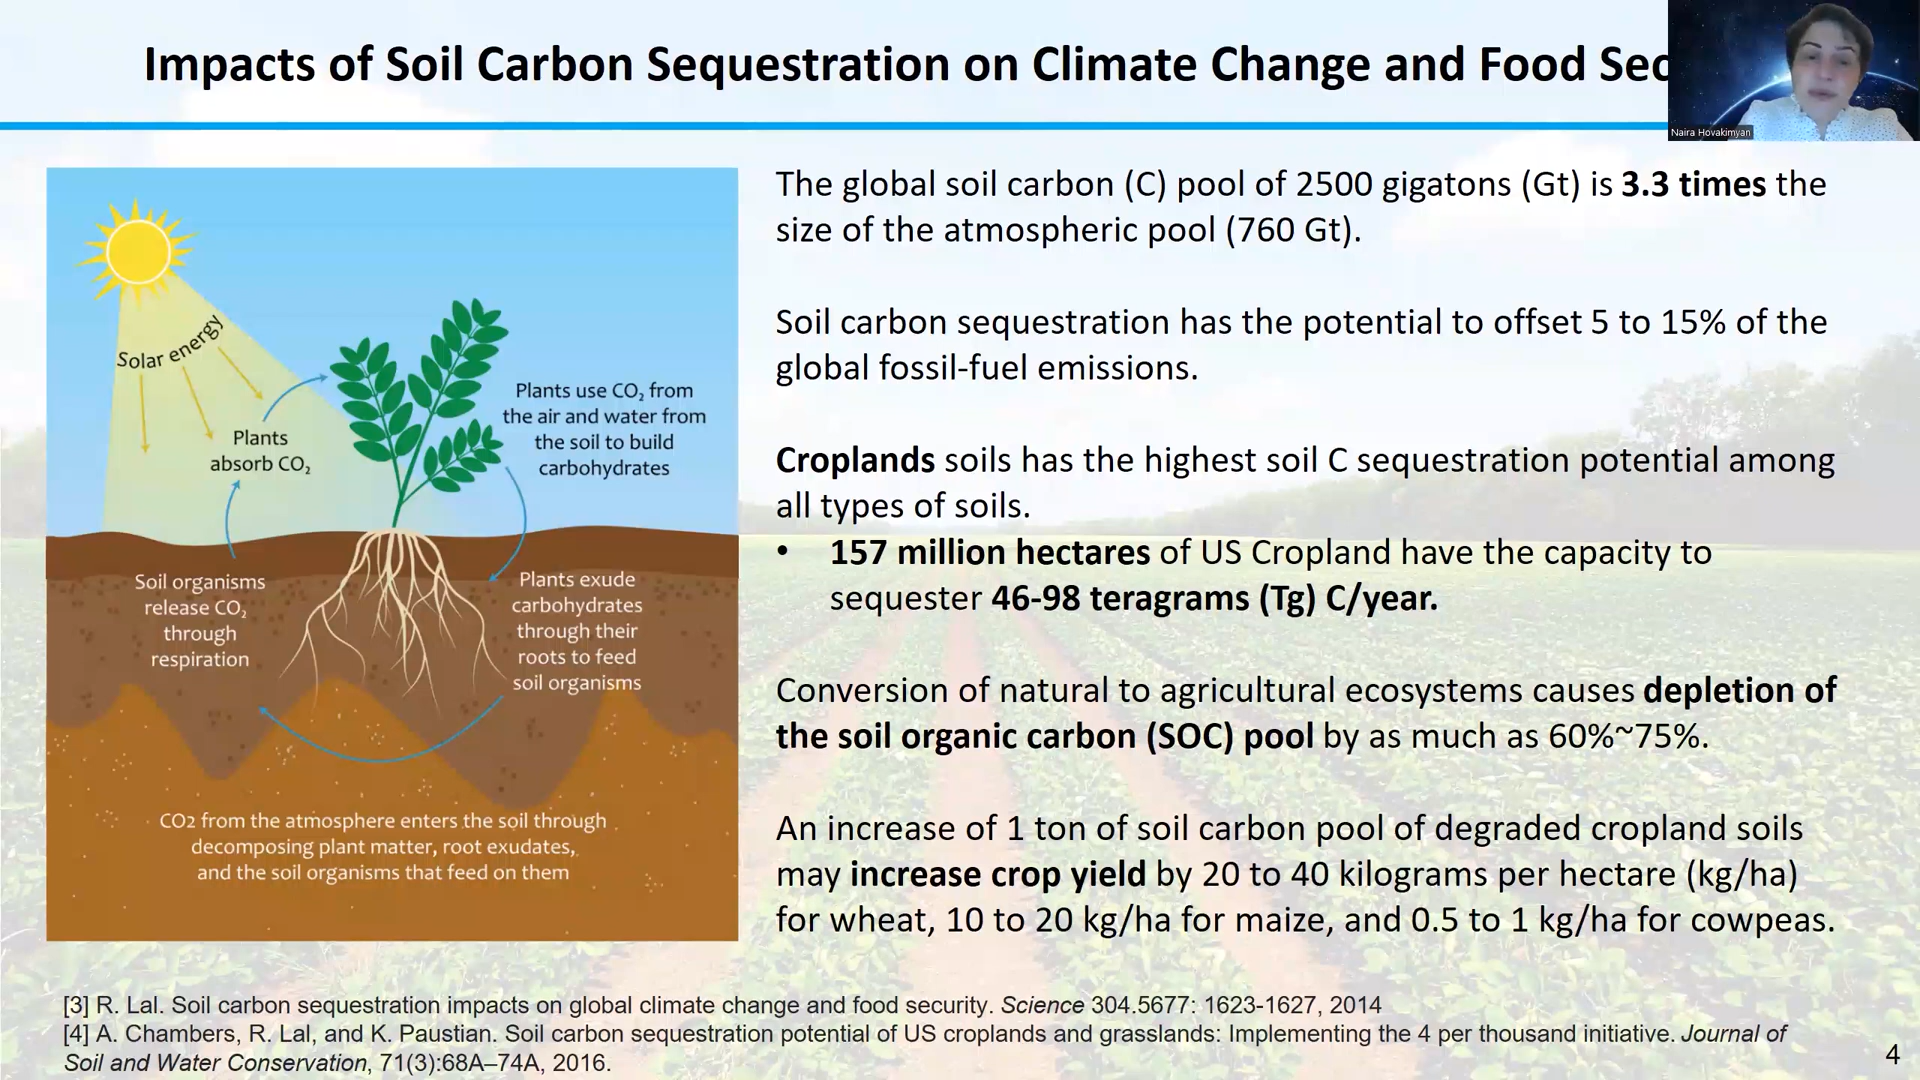 Impacts of Soil Carbon Sequestration on Climate Change and Food Sec
Naira Hovakimyan
Solar energy
Plants
absorb CO₂
Plants use CO₂ from
the air and water from
the soil to build
carbohydrates
Soil organisms
release CO₂
through
respiration
Plants exude
carbohydrates
through their
roots to feed
soil organisms
CO2 from the atmosphere enters the soil through
decomposing plant matter, root exudates,
and the soil organisms that feed on them
The global soil carbon (C) pool of 2500 gigatons (Gt) is 3.3 times the
size of the atmospheric pool (760 Gt).
Soil carbon sequestration has the potential to offset 5 to 15% of the
global fossil-fuel emissions.
Croplands soils has the highest soil C sequestration potential among
all types of soils.
• 157 million hectares of US Cropland have the capacity to
sequester 46-98 teragrams (Tg) C/year.
Conversion of natural to agricultural ecosystems causes depletion of
the soil organic carbon (SOC) pool by as much as 60%~75%.
An increase of 1 ton of soil carbon pool of degraded cropland soils
may increase crop yield by 20 to 40 kilograms per hectare (kg/ha)
for wheat, 10 to 20 kg/ha for maize, and 0.5 to 1 kg/ha for cowpeas.
[3] R. Lal. Soil carbon sequestration impacts on global climate change and food security. Science 304.5677: 1623-1627, 2014
[4] A. Chambers, R. Lal, and K. Paustian. Soil carbon sequestration potential of US croplands and grasslands: Implementing the 4 per thousand initiative. Journal of
Soil and Water Conservation, 71(3):68A–74A, 2016.
4